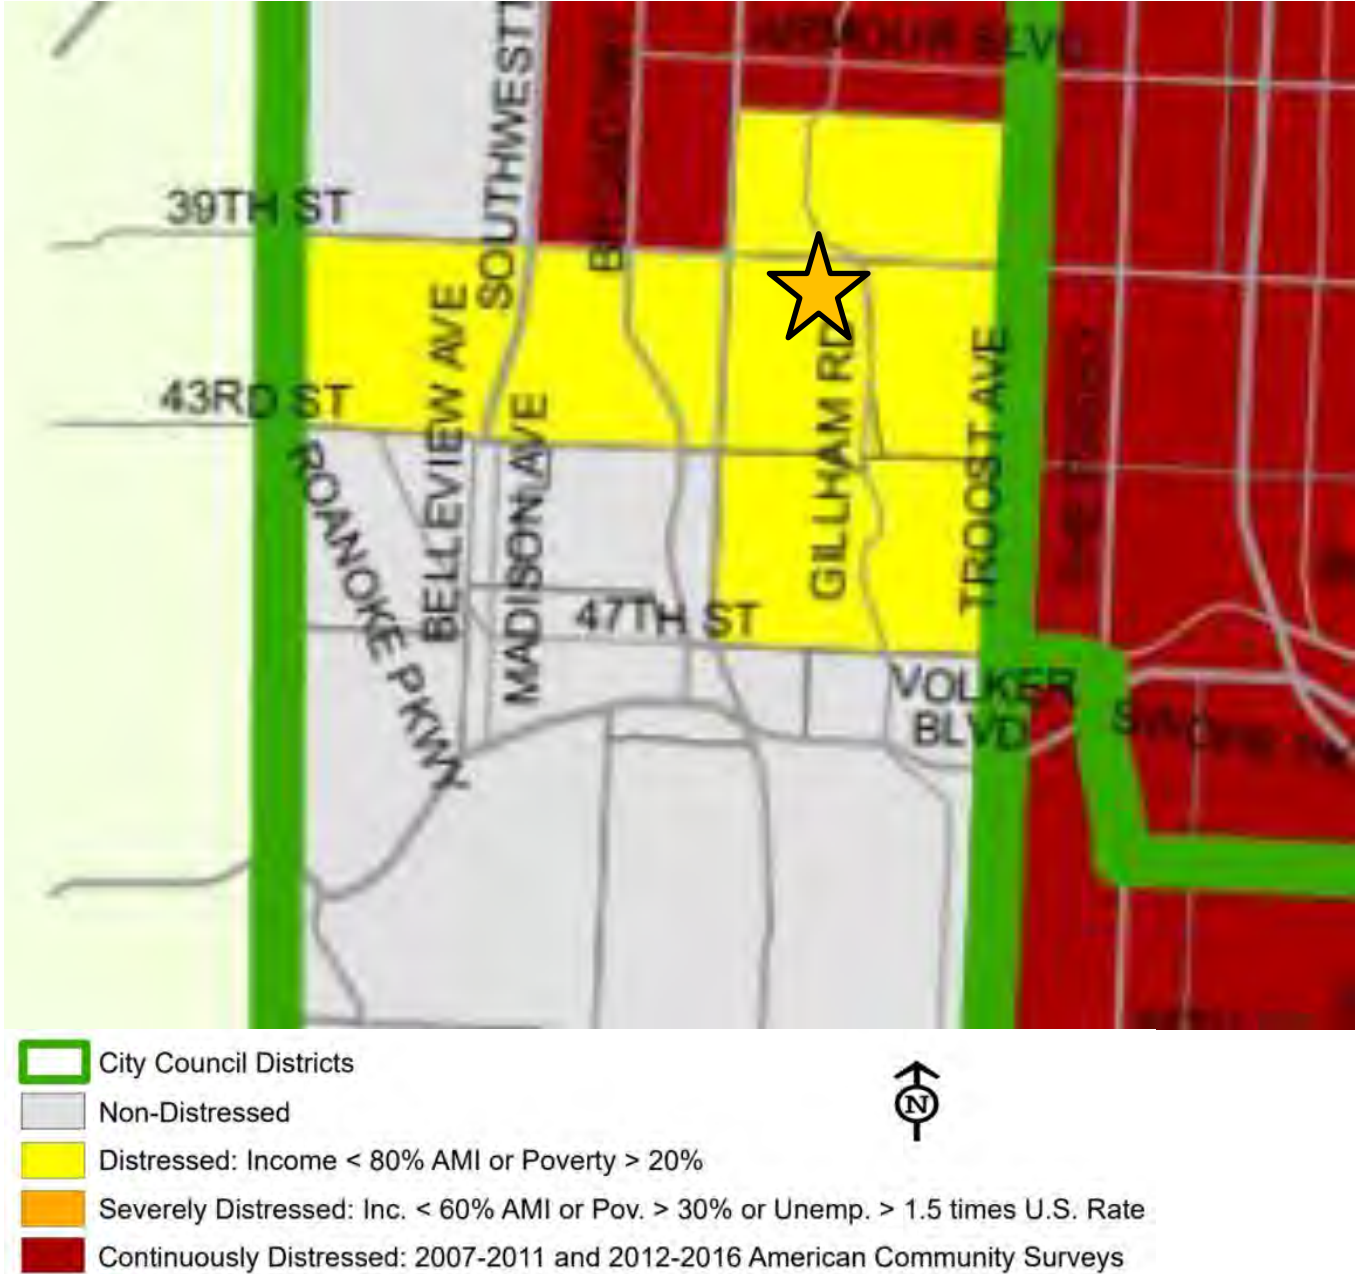 ARMOUR BLVD
SOUTHWEST T
39TH ST
BELLEVIEW AVE
43RD ST
MADISON AVE
GILLHAM RD
TROOST AVE
ROANOKE PKWY
47TH ST
VOLKER
BLVD
City Council Districts
N
Non-Distressed
Distressed: Income < 80% AMI or Poverty > 20%
Severely Distressed: Inc. < 60% AMI or Pov. > 30% or Unemp. > 1.5 times U.S. Rate
Continuously Distressed: 2007-2011 and 2012-2016 American Community Surveys